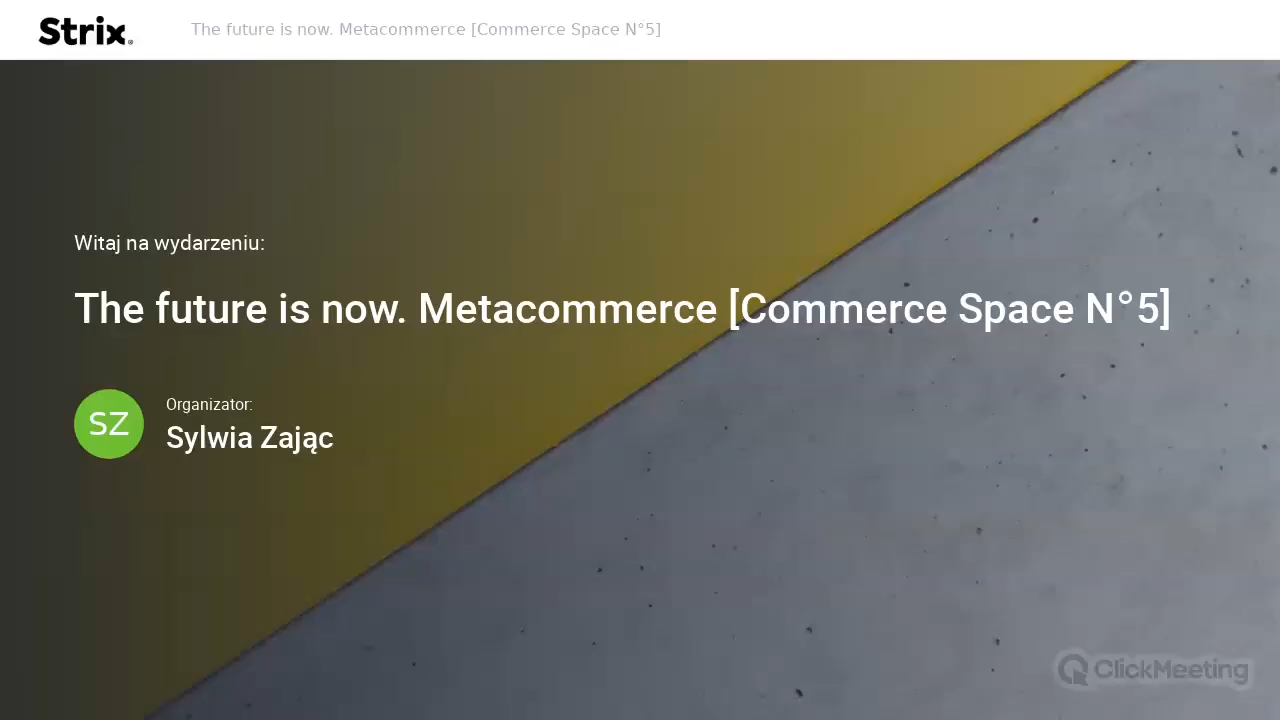 Strix®
The future is now. Metacommerce [Commerce Space N°5]
Witaj na wydarzeniu:
The future is now. Metacommerce [Commerce Space N°5]
SZ
Organizator:
Sylwia Zając
ClickMeeting